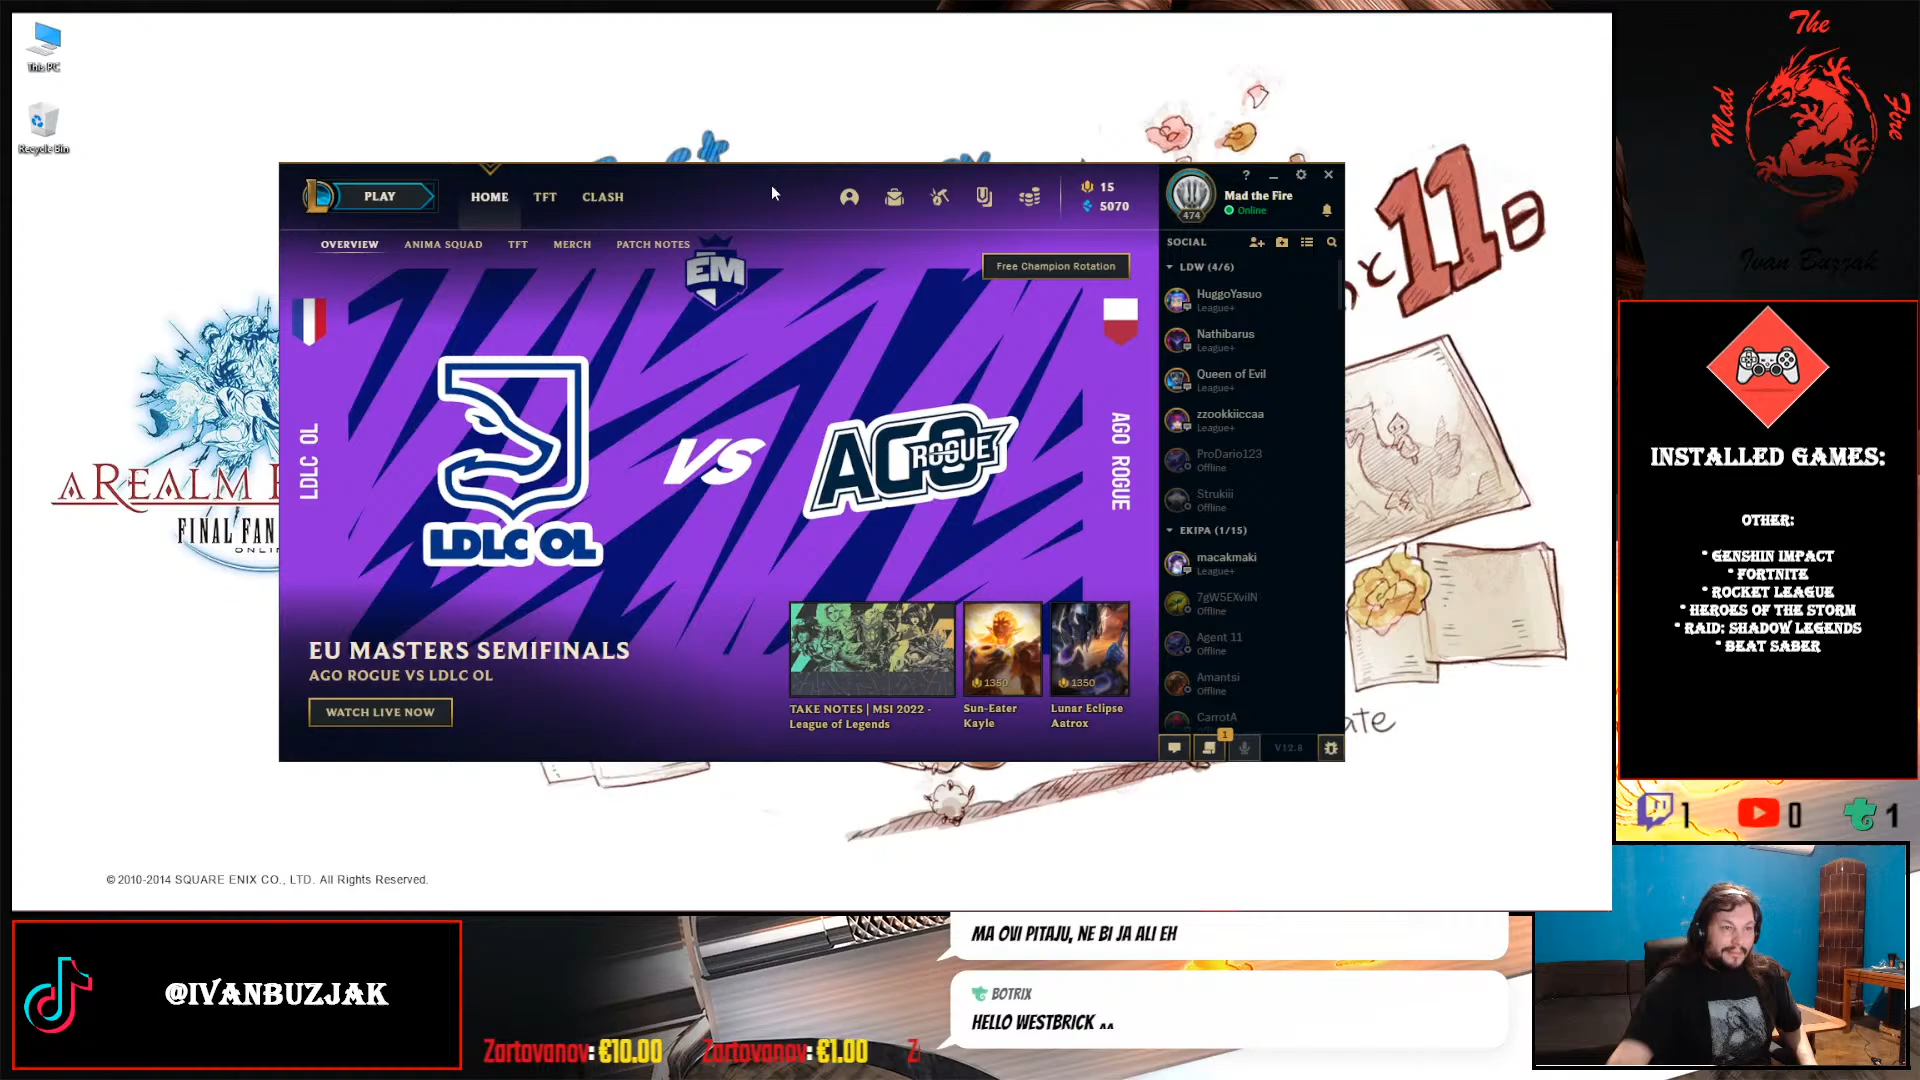 This PC
Recycle Bin
A REALM
FINAL FAN
ONLIN
© 2010-2014 SQUARE ENIX CO., LTD. All Rights Reserved.
11
PLAY
HOME
TFT
CLASH
15
5070
OVERVIEW
ANIMA SQUAD
TFT
MERCH
PATCH NOTES
EM
Free Champion Rotation
LDLC OL
LDLC OL
VS
AGO
ROGUE
AGO ROGUE
EU MASTERS SEMIFINALS
AGO ROGUE VS LDLC OL
WATCH LIVE NOW
TAKE NOTES | MSI 2022 -
League of Legends
1350
Sun-Eater
Kayle
1350
Lunar Eclipse
Aatrox
474
Mad the Fire
Online
SOCIAL
LDW (4/6)
HuggoYasuo
League+
Nathibarus
League+
Queen of Evil
League+
zzookkiiccaa
League+
ProDario123
Offline
Strukiii
Offline
EKIPA (1/15)
macakmaki
League+
7gW5EXviIN
Offline
Agent 11
Offline
Amantsi
Offline
CarrotA
1
V12.8
The
Mad
Fire
Ivan Buzjak
INSTALLED GAMES:
OTHER:
* GENSHIN IMPACT
* FORTNITE
* ROCKET LEAGUE
* HEROES OF THE STORM
* RAID: SHADOW LEGENDS
* BEAT SABER
1
0
1
@IVANBUZJAK
Zortovanov: €10.00
Zortovanov: €1.00
Z
MA OVI PITAJU, NE BI JA ALI EH
BOTRIX
HELLO WESTBRICK ^^